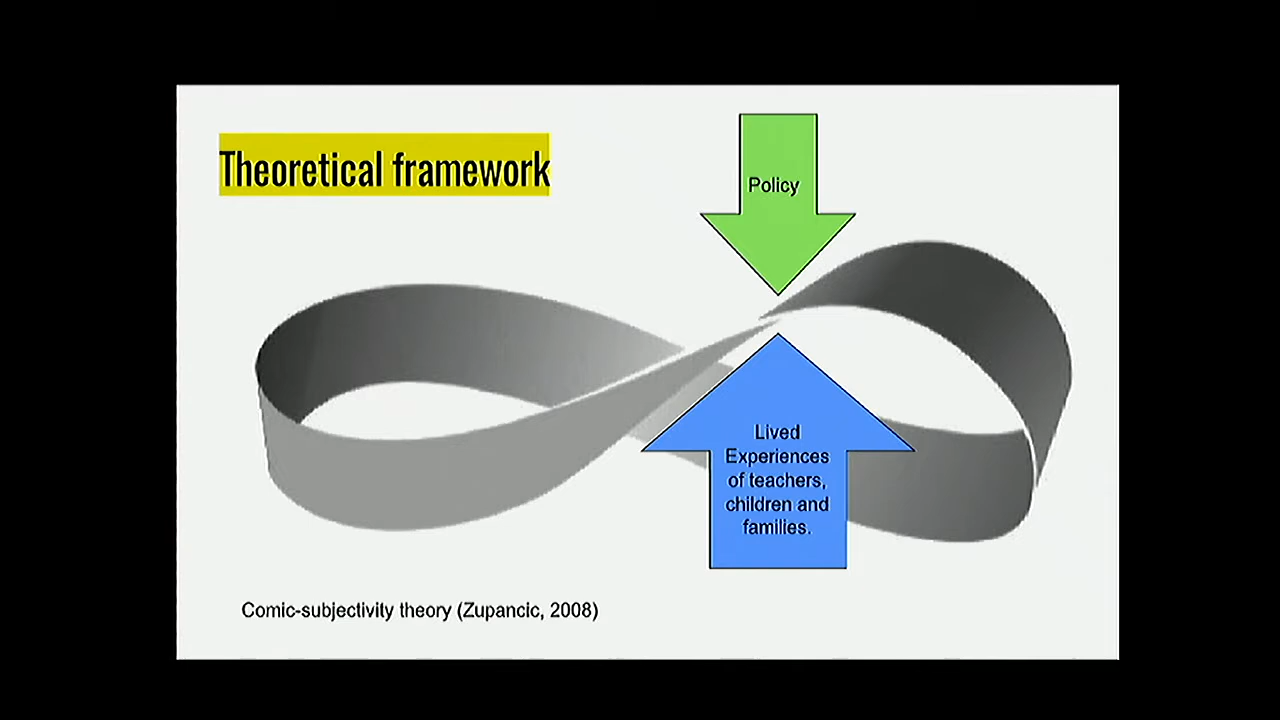 Theoretical framework
Policy
Lived
Experiences
of teachers,
children and
families.
Comic-subjectivity theory (Zupancic, 2008)